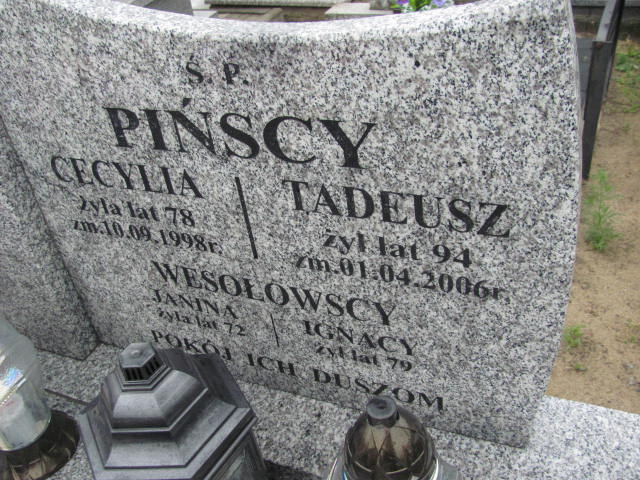 Ś. P.
PIŃSCY
CECYLIA
żyła lat 78
zm.10.09.1998r.
TADEUSZ
żył lat 94
zm.01.04.2006r.
WESOŁOWSCY
JANINA
żyła lat 72
IGNACY
żył lat 79
POKÓJ ICH DUSZOM